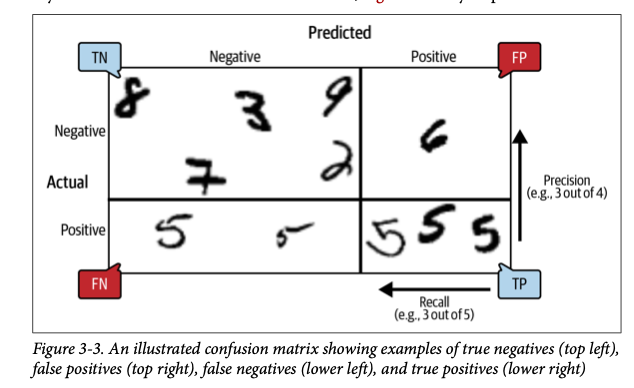 Predicted
TN
Negative
Positive
FP
8 3 9
Negative
6
7 2
Actual
Precision
(e.g., 3 out of 4)
Positive
5 5 5 5 5
FN
TP
Recall
(e.g., 3 out of 5)
Figure 3-3. An illustrated confusion matrix showing examples of true negatives (top left),
false positives (top right), false negatives (lower left), and true positives (lower right)